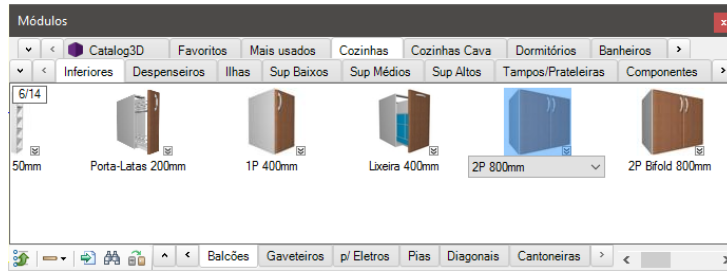 Módulos
Catalog3D Favoritos Mais usados Cozinhas Cozinhas Cava Dormitórios Banheiros
Inferiores Despenseiros Ilhas Sup Baixos Sup Médios Sup Altos Tampos/Prateleiras Componentes
6/14
50mm Porta-Latas 200mm 1P 400mm Lixeira 400mm 2P 800mm 2P Bifold 800mm
Balcões Gaveteiros p/ Eletros Pias Diagonais Cantoneiras